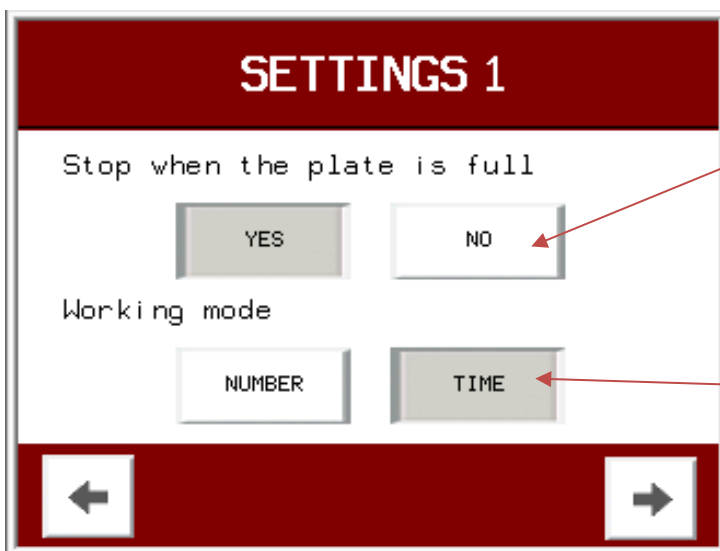 SETTINGS 1
Stop when the plate is full
YES NO
Working mode
NUMBER TIME